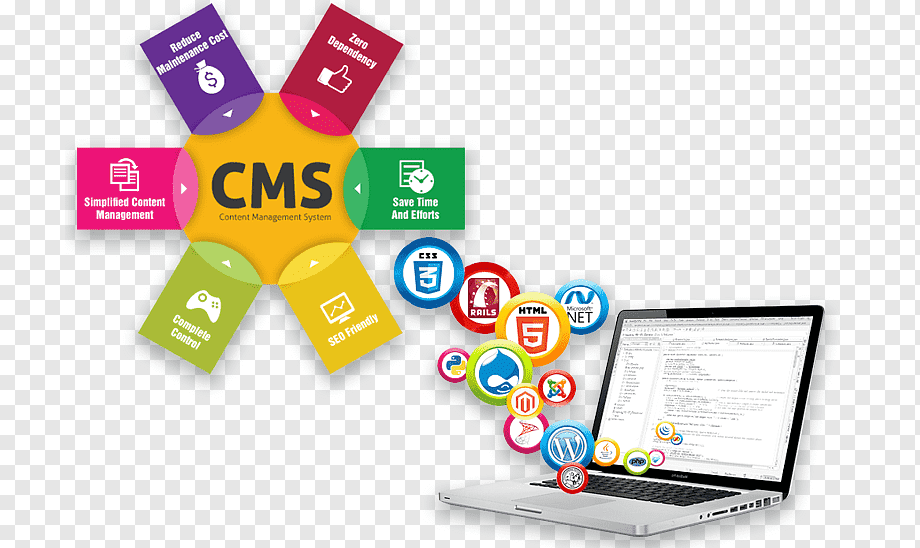 Reduce
Maintenance Cost
Zero
Dependency
CMS
Content Management System
Simplified Content
Management
Save Time
And Efforts
Complete
Control
SEO Friendly
CSS
3
RAILS
HTML
5
Microsoft
.NET
php